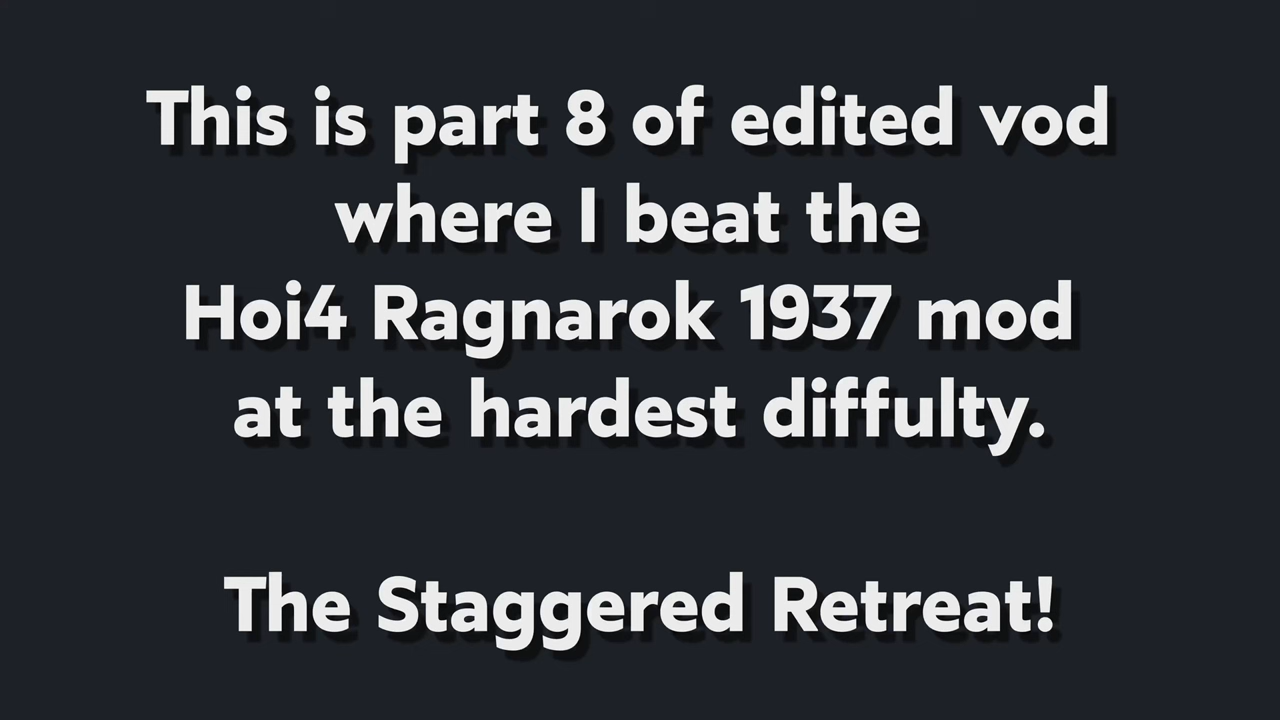 This is part 8 of edited vod
where I beat the
Hoi4 Ragnarok 1937 mod
at the hardest diffulty.
The Staggered Retreat!